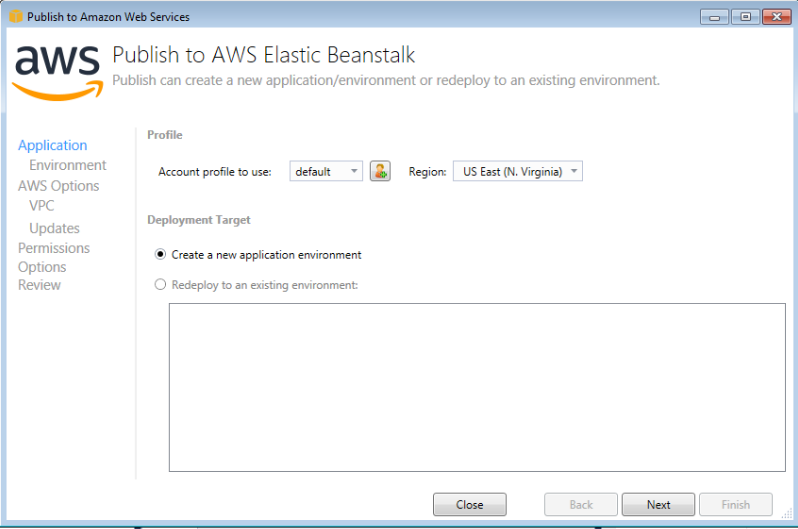 Publish to Amazon Web Services
aws
Publish to AWS Elastic Beanstalk
Publish can create a new application/environment or redeploy to an existing environment.
Application
Environment
AWS Options
VPC
Updates
Permissions
Options
Review
Profile
Account profile to use: default Region: US East (N. Virginia)
Deployment Target
Create a new application environment
Redeploy to an existing environment:
Close Back Next Finish